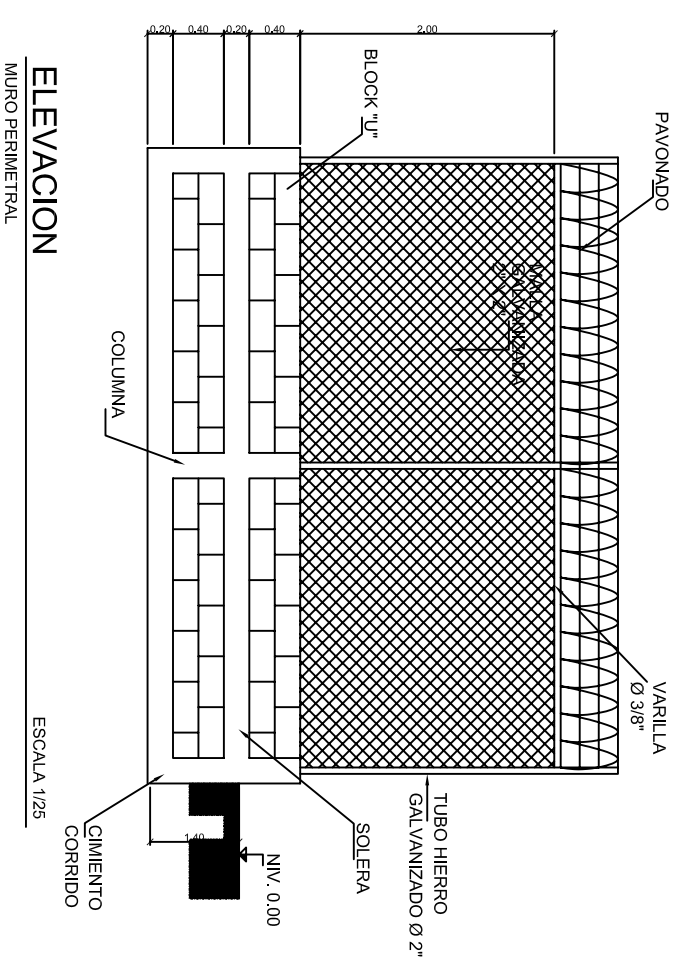 PAVONADO
VARILLA
Ø 3/8"
MALLA
GALVANIZADA
2" X 2"
TUBO HIERRO
GALVANIZADO Ø 2"
2.00
BLOCK "U"
SOLERA
0.40
0.20
0.40
0.20
NIV. 0.00
1.40
COLUMNA
CIMIENTO
CORRIDO
ELEVACION
MURO PERIMETRAL
ESCALA 1/25